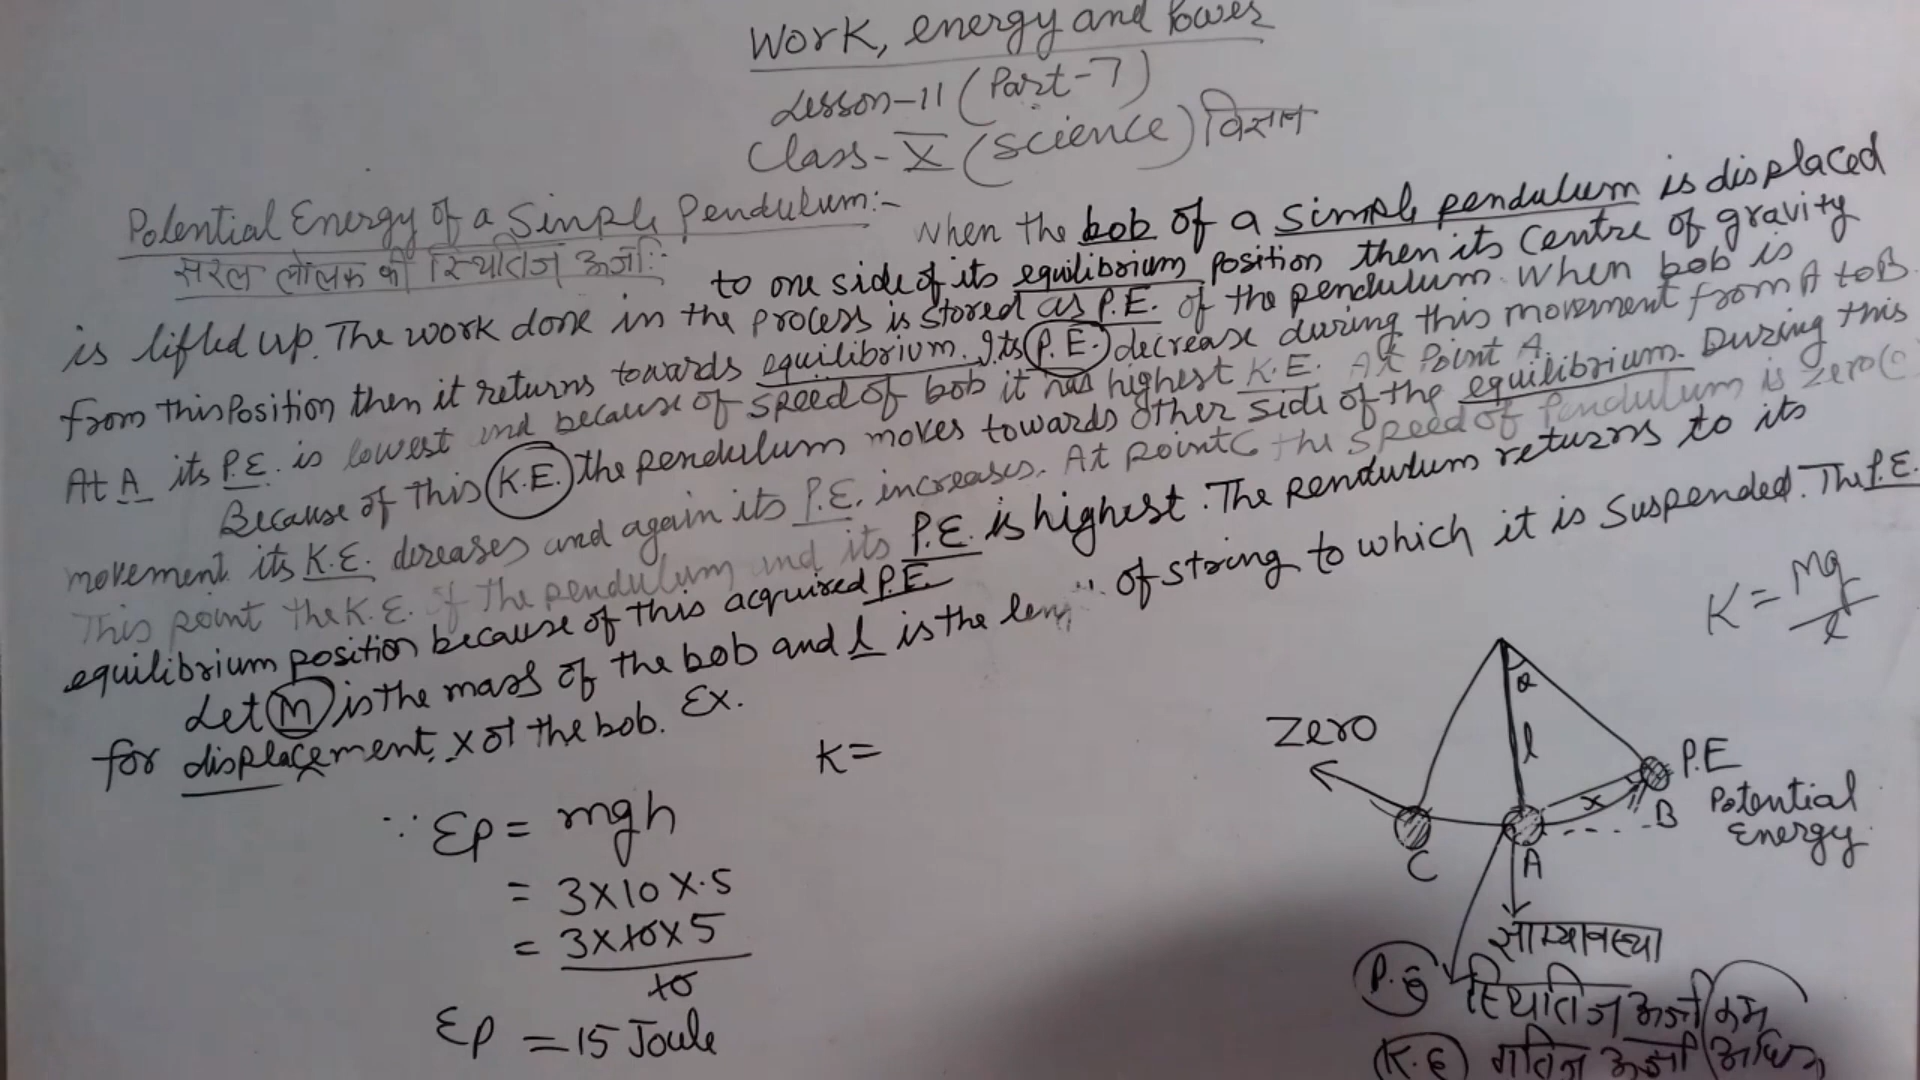 Work, energy and Power
Lesson-11 (Part-7)
Class-X (Science) विज्ञान
Potential Energy of a Simple Pendulum:-
सरल लोलक की स्थितिज ऊर्जा:-
When the bob of a simple pendulum is displaced
to one side of its equilibrium position then its centre of gravity
is lifted up. The work done in the process is stored as P.E. of the pendulum. When bob is
from this Position then it returns towards equilibrium. Its P.E. decrease during this movement from A to B
At A its P.E. is lowest and because of speed of bob it has highest K.E. At Point A.
Because of this K.E. the pendulum moves towards other side of the equilibrium. During this
movement its K.E. decreases and again its P.E. increases. At point C the speed of Pendulum is zero (0
This point the K.E. of the pendulum and its P.E. is highest. The pendulum returns to its
equilibrium position because of this acquired P.E.
Let M is the mass of the bob and l is the of string to which it is suspended. The P.E.
for displacement x of the bob. Ex.
K = Mg
l
K =
∵ Ep = mgh
= 3×10×.5
= 3×10×5
10
Ep = 15 Joule
Zero
l
x
P.E
Potential
Energy
B
C
A
साम्यावस्था
P.E स्थितिज ऊर्जा कम
K.E गतिज ऊर्जा अधिक